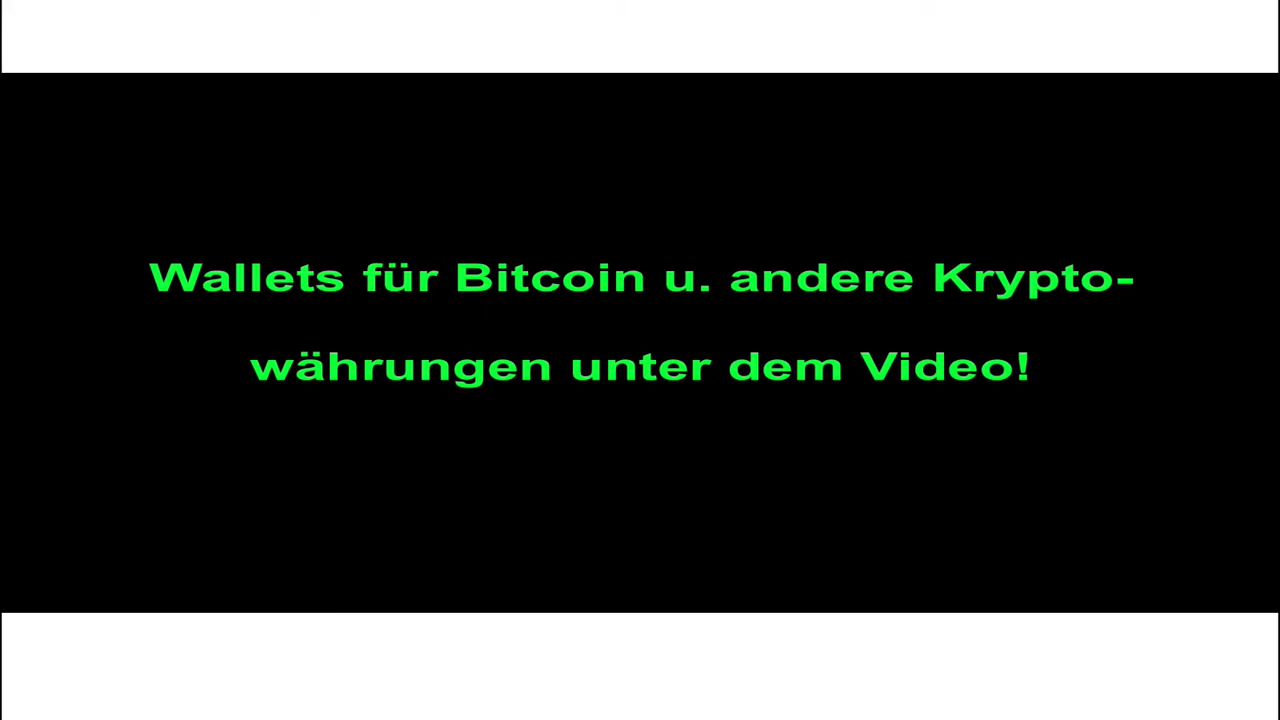 Wallets für Bitcoin u. andere Krypto-
währungen unter dem Video!